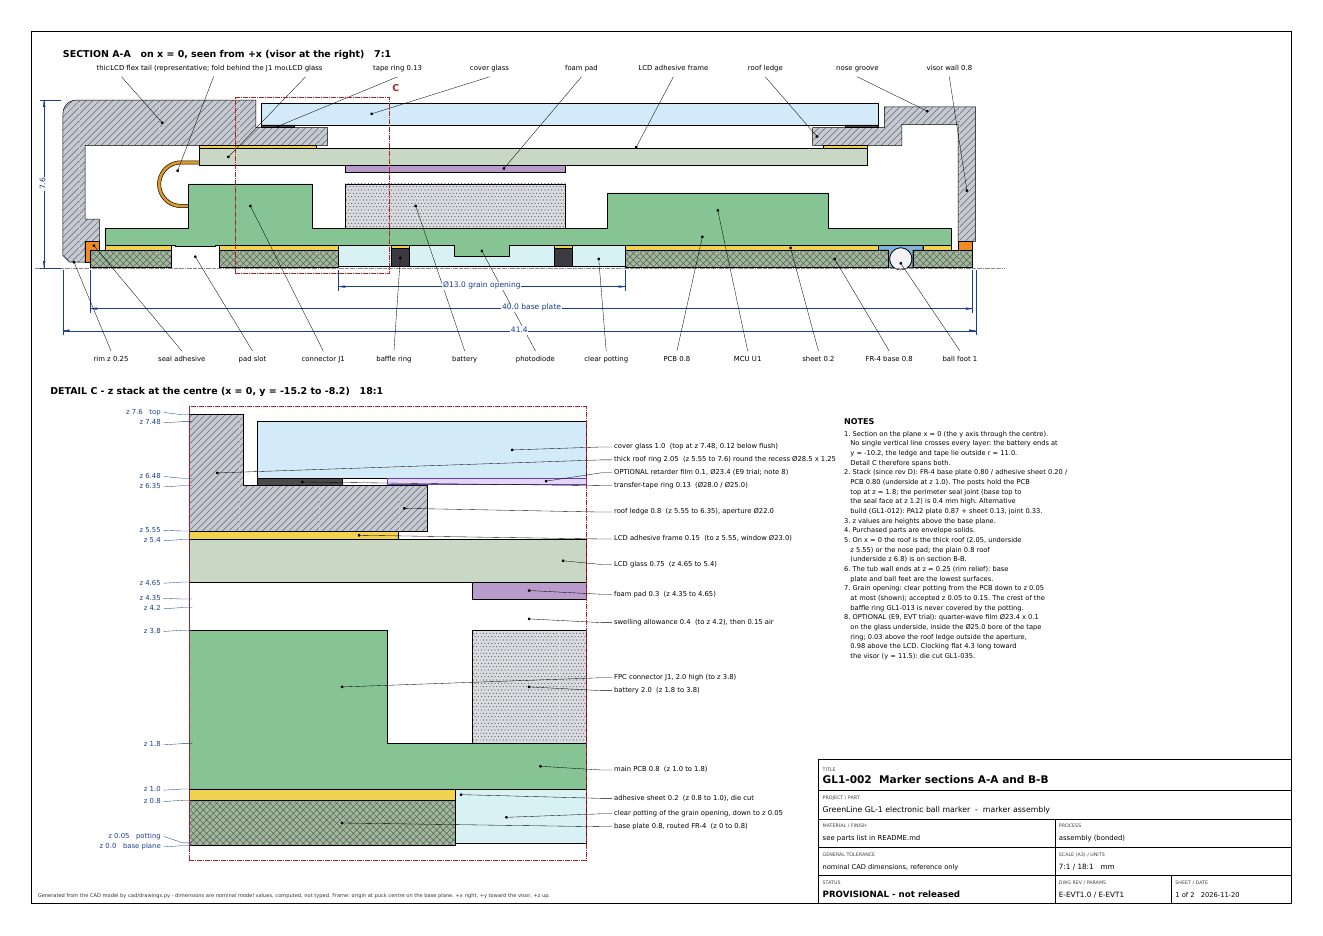 SECTION A-A on x = 0, seen from +x (visor at the right) 7:1
LCD flex tail (representative; fold behind the J1 LCD glass
tape ring 0.13
cover glass
foam pad
LCD adhesive frame
roof ledge
nose groove
visor wall 0.8
C
7.6
Ø13.0 grain opening
40.0 base plate
41.4
rim z 0.25
seal adhesive
pad slot
connector J1
baffle ring
battery
photodiode
clear potting
PCB 0.8
MCU U1
sheet 0.2
FR-4 base 0.8
ball foot 1
DETAIL C - z stack at the centre (x = 0, y = -15.2 to -8.2) 18:1
z 7.6 top
z 7.48
z 6.48
z 6.35
z 5.55
z 5.4
z 4.65
z 4.35
z 4.2
z 3.8
z 1.8
z 1.0
z 0.8
z 0.05 potting
z 0.0 base plane
cover glass 1.0 (top at z 7.48, 0.12 below flush)
thick roof ring 2.05 (z 5.55 to 7.6) round the recess Ø28.5 x 1.25
OPTIONAL retarder film 0.1, Ø23.4 (E9 trial; note 8)
transfer-tape ring 0.13 (Ø28.0 / Ø25.0)
roof ledge 0.8 (z 5.55 to 6.35), aperture Ø22.0
LCD adhesive frame 0.15 (to z 5.55, window Ø23.0)
LCD glass 0.75 (z 4.65 to 5.4)
foam pad 0.3 (z 4.35 to 4.65)
swelling allowance 0.4 (to z 4.2), then 0.15 air
FPC connector J1, 2.0 high (to z 3.8)
battery 2.0 (z 1.8 to 3.8)
main PCB 0.8 (z 1.0 to 1.8)
adhesive sheet 0.2 (z 0.8 to 1.0), die cut
clear potting of the grain opening, down to z 0.05
base plate 0.8, routed FR-4 (z 0 to 0.8)
NOTES
1. Section on the plane x = 0 (the y axis through the centre).
No single vertical line crosses every layer: the battery ends at
y = -10.2, the ledge and tape lie outside r = 11.0.
Detail C therefore spans both.
2. Stack (since rev D): FR-4 base plate 0.80 / adhesive sheet 0.20 /
PCB 0.80 (underside at z 1.0). The posts hold the PCB
top at z = 1.8; the perimeter seal joint (base top to
the seal face at z 1.2) is 0.4 mm high. Alternative
build (GL1-012): PA12 plate 0.87 + sheet 0.13, joint 0.33.
3. z values are heights above the base plane.
4. Purchased parts are envelope solids.
5. On x = 0 the roof is the thick roof (2.05, underside
z 5.55) or the nose pad; the plain 0.8 roof
(underside z 6.8) is on section B-B.
6. The tub wall ends at z = 0.25 (rim relief): base
plate and ball feet are the lowest surfaces.
7. Grain opening: clear potting from the PCB down to z 0.05
at most (shown); accepted z 0.05 to 0.15. The crest of the
baffle ring GL1-013 is never covered by the potting.
8. OPTIONAL (E9, EVT trial): quarter-wave film Ø23.4 x 0.1
on the glass underside, inside the Ø25.0 bore of the tape
ring; 0.03 above the roof ledge outside the aperture,
0.98 above the LCD. Clocking flat 4.3 long toward
the visor (y = 11.5): die cut GL1-035.
TITLE
GL1-002 Marker sections A-A and B-B
PROJECT / PART
GreenLine GL-1 electronic ball marker - marker assembly
MATERIAL / FINISH
see parts list in README.md
PROCESS
assembly (bonded)
GENERAL TOLERANCE
nominal CAD dimensions, reference only
SCALE (A3) / UNITS
7:1 / 18:1 mm
STATUS
PROVISIONAL - not released
DWG REV / PARAMS
E-EVT1.0 / E-EVT1
SHEET / DATE
1 of 2 2026-11-20
Generated from the CAD model by cad/drawings.py - dimensions are nominal model values, computed, not typed. Frame: origin at puck centre on the base plane, +x right, +y toward the visor, +z up.